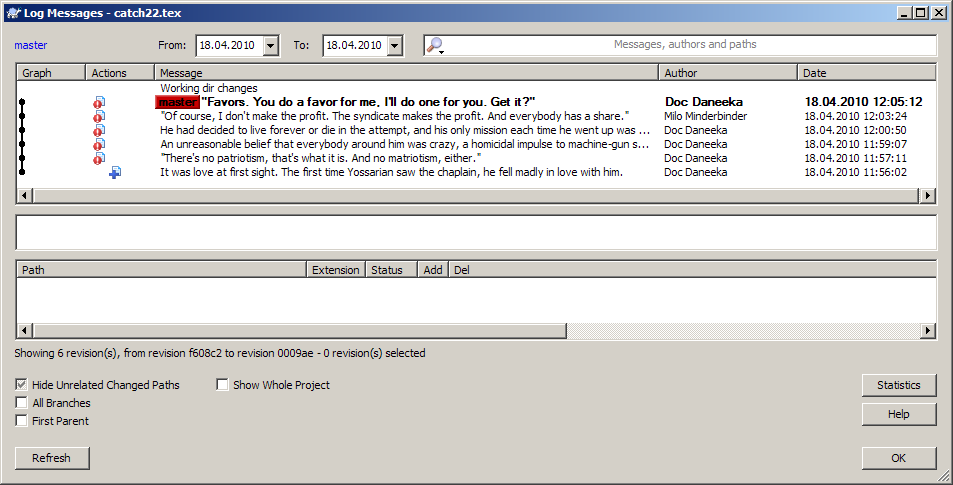 Log Messages - catch22.tex
master From: 18.04.2010 To: 18.04.2010 Messages, authors and paths
Graph Actions Message Author Date
Working dir changes
master "Favors. You do a favor for me, I'll do one for you. Get it?" Doc Daneeka 18.04.2010 12:05:12
"Of course, I don't make the profit. The syndicate makes the profit. And everybody has a share." Milo Minderbinder 18.04.2010 12:03:24
He had decided to live forever or die in the attempt, and his only mission each time he went up was ... Doc Daneeka 18.04.2010 12:00:50
An unreasonable belief that everybody around him was crazy, a homicidal impulse to machine-gun s... Doc Daneeka 18.04.2010 11:59:07
"There's no patriotism, that's what it is. And no matriotism, either." Doc Daneeka 18.04.2010 11:57:11
It was love at first sight. The first time Yossarian saw the chaplain, he fell madly in love with him. Doc Daneeka 18.04.2010 11:56:02
Path Extension Status Add Del
Showing 6 revision(s), from revision f608c2 to revision 0009ae - 0 revision(s) selected
Hide Unrelated Changed Paths Show Whole Project Statistics
All Branches
First Parent Help
Refresh OK